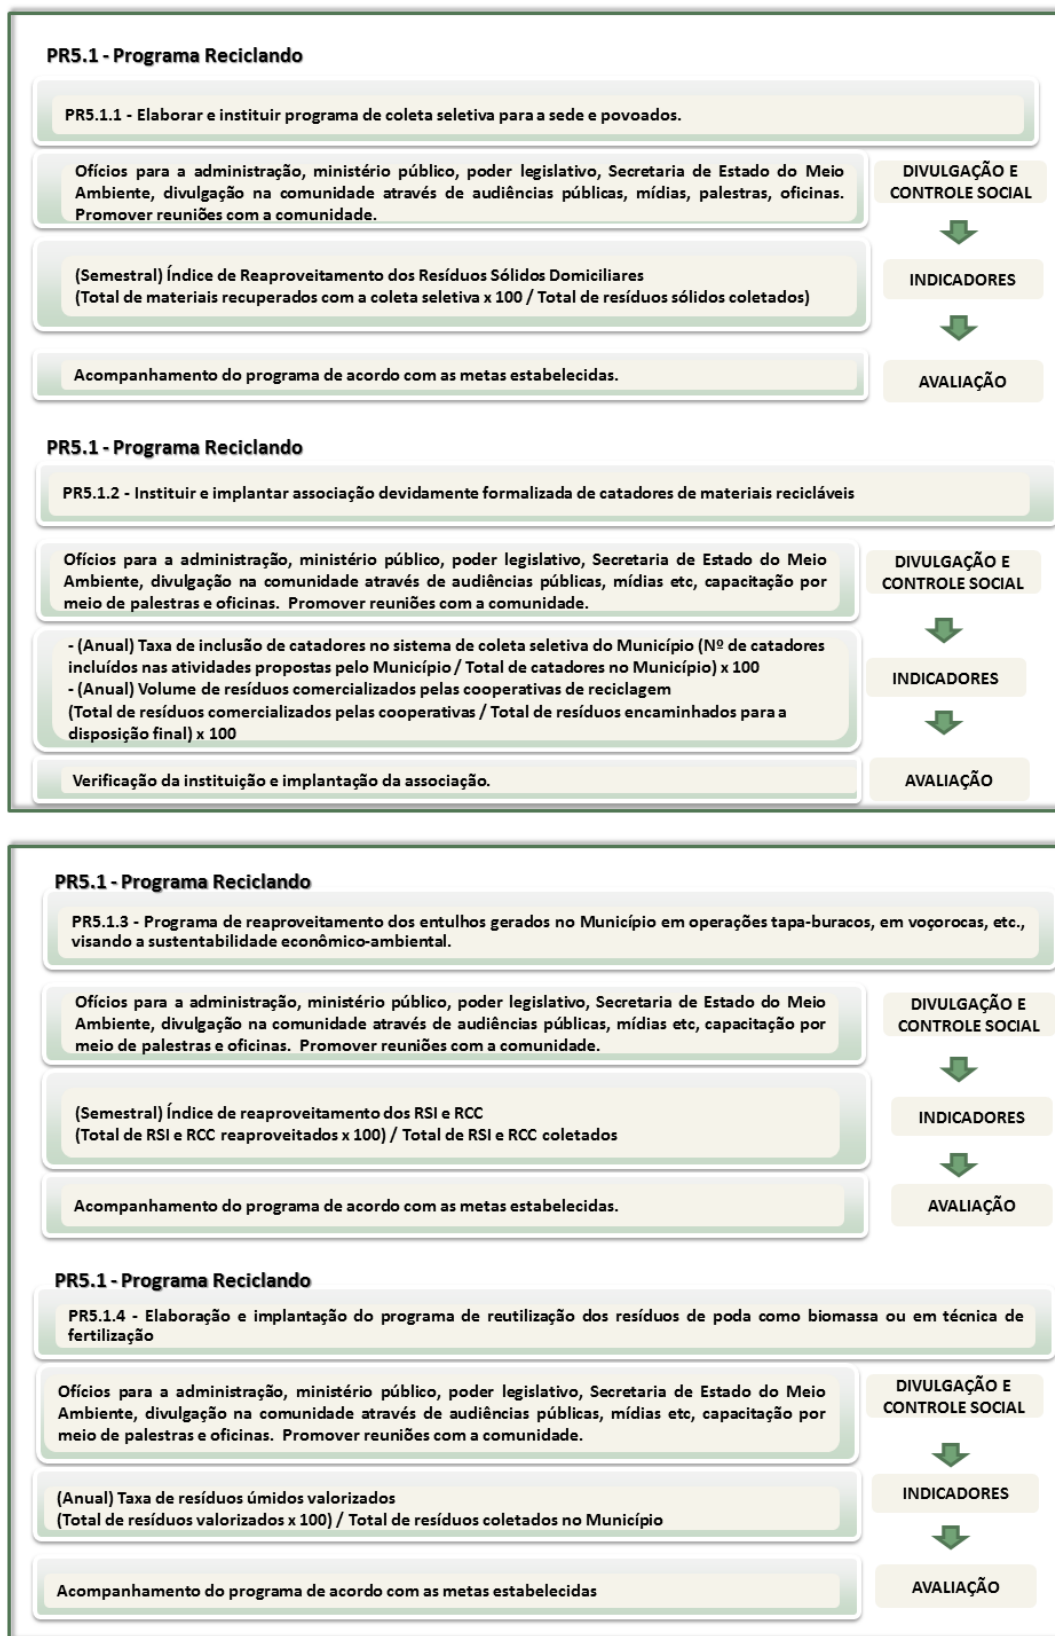 PR5.1 - Programa Reciclando
PR5.1.1 - Elaborar e instituir programa de coleta seletiva para a sede e povoados.
Ofícios para a administração, ministério público, poder legislativo, Secretaria de Estado do Meio
Ambiente, divulgação na comunidade através de audiências públicas, mídias, palestras, oficinas.
Promover reuniões com a comunidade.
DIVULGAÇÃO E
CONTROLE SOCIAL
(Semestral) Índice de Reaproveitamento dos Resíduos Sólidos Domiciliares
(Total de materiais recuperados com a coleta seletiva x 100 / Total de resíduos sólidos coletados)
INDICADORES
Acompanhamento do programa de acordo com as metas estabelecidas.
AVALIAÇÃO
PR5.1 - Programa Reciclando
PR5.1.2 - Instituir e implantar associação devidamente formalizada de catadores de materiais recicláveis
Ofícios para a administração, ministério público, poder legislativo, Secretaria de Estado do Meio
Ambiente, divulgação na comunidade através de audiências públicas, mídias etc, capacitação por
meio de palestras e oficinas. Promover reuniões com a comunidade.
DIVULGAÇÃO E
CONTROLE SOCIAL
- (Anual) Taxa de inclusão de catadores no sistema de coleta seletiva do Município (Nº de catadores
incluídos nas atividades propostas pelo Município / Total de catadores no Município) x 100
- (Anual) Volume de resíduos comercializados pelas cooperativas de reciclagem
(Total de resíduos comercializados pelas cooperativas / Total de resíduos encaminhados para a
disposição final) x 100
INDICADORES
Verificação da instituição e implantação da associação.
AVALIAÇÃO
PR5.1 - Programa Reciclando
PR5.1.3 - Programa de reaproveitamento dos entulhos gerados no Município em operações tapa-buracos, em voçorocas, etc.,
visando a sustentabilidade econômico-ambiental.
Ofícios para a administração, ministério público, poder legislativo, Secretaria de Estado do Meio
Ambiente, divulgação na comunidade através de audiências públicas, mídias etc, capacitação por
meio de palestras e oficinas. Promover reuniões com a comunidade.
DIVULGAÇÃO E
CONTROLE SOCIAL
(Semestral) Índice de reaproveitamento dos RSI e RCC
(Total de RSI e RCC reaproveitados x 100) / Total de RSI e RCC coletados
INDICADORES
Acompanhamento do programa de acordo com as metas estabelecidas.
AVALIAÇÃO
PR5.1 - Programa Reciclando
PR5.1.4 - Elaboração e implantação do programa de reutilização dos resíduos de poda como biomassa ou em técnica de
fertilização
Ofícios para a administração, ministério público, poder legislativo, Secretaria de Estado do Meio
Ambiente, divulgação na comunidade através de audiências públicas, mídias etc, capacitação por
meio de palestras e oficinas. Promover reuniões com a comunidade.
DIVULGAÇÃO E
CONTROLE SOCIAL
(Anual) Taxa de resíduos úmidos valorizados
(Total de resíduos valorizados x 100) / Total de resíduos coletados no Município
INDICADORES
Acompanhamento do programa de acordo com as metas estabelecidas
AVALIAÇÃO